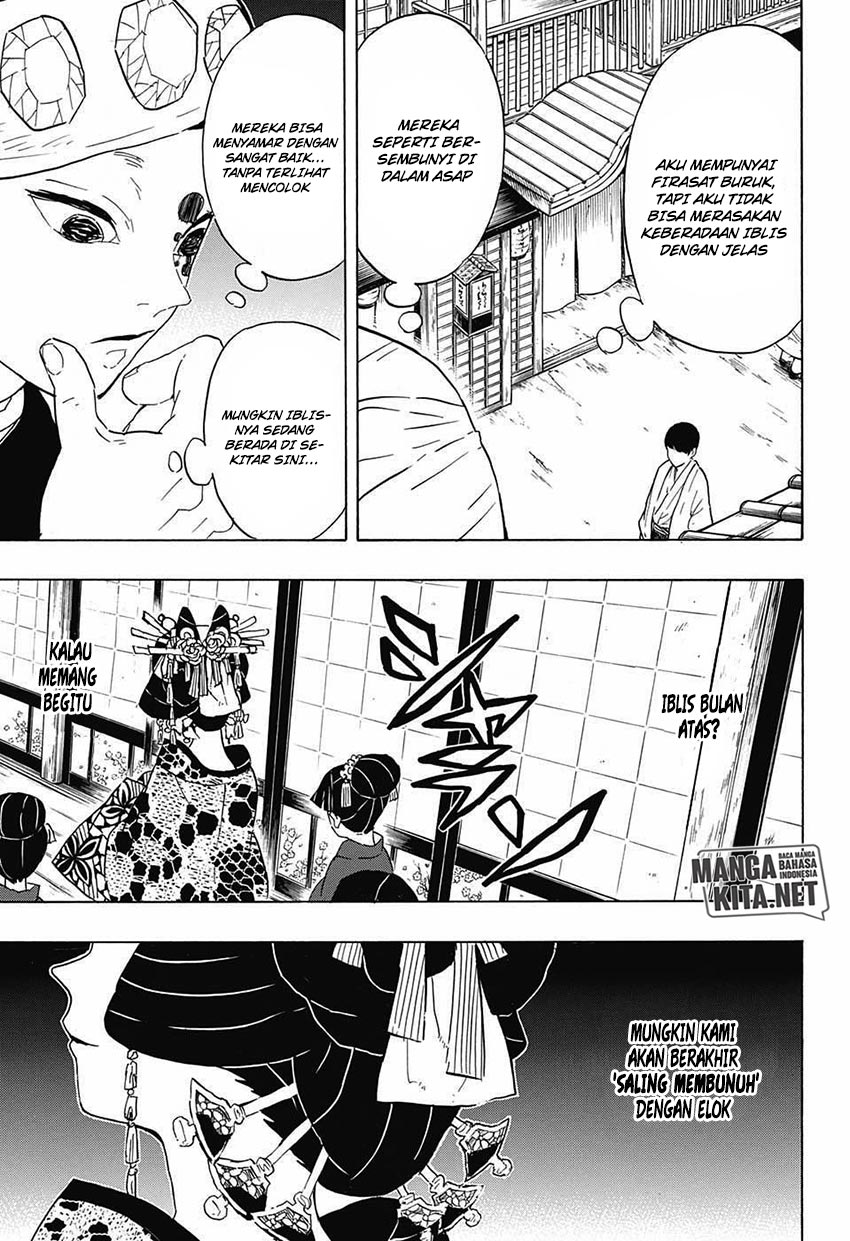 AKU MEMPUNYAI
FIRASAT BURUK,
TAPI AKU TIDAK
BISA MERASAKAN
KEBERADAAN IBLIS
DENGAN JELAS
MEREKA
SEPERTI BER-
SEMBUNYI DI
DALAM ASAP
MEREKA BISA
MENYAMAR DENGAN
SANGAT BAIK...
TANPA TERLIHAT
MENCOLOK
MUNGKIN IBLIS-
NYA SEDANG
BERADA DI SE-
KITAR SINI...
IBLIS BULAN
ATAS?
KALAU
MEMANG
BEGITU
MANGA
KITA.NET
BACA MANGA
BAHASA
INDONESIA
MUNGKIN KAMI
AKAN BERAKHIR
'SALING MEMBUNUH'
DENGAN ELOK